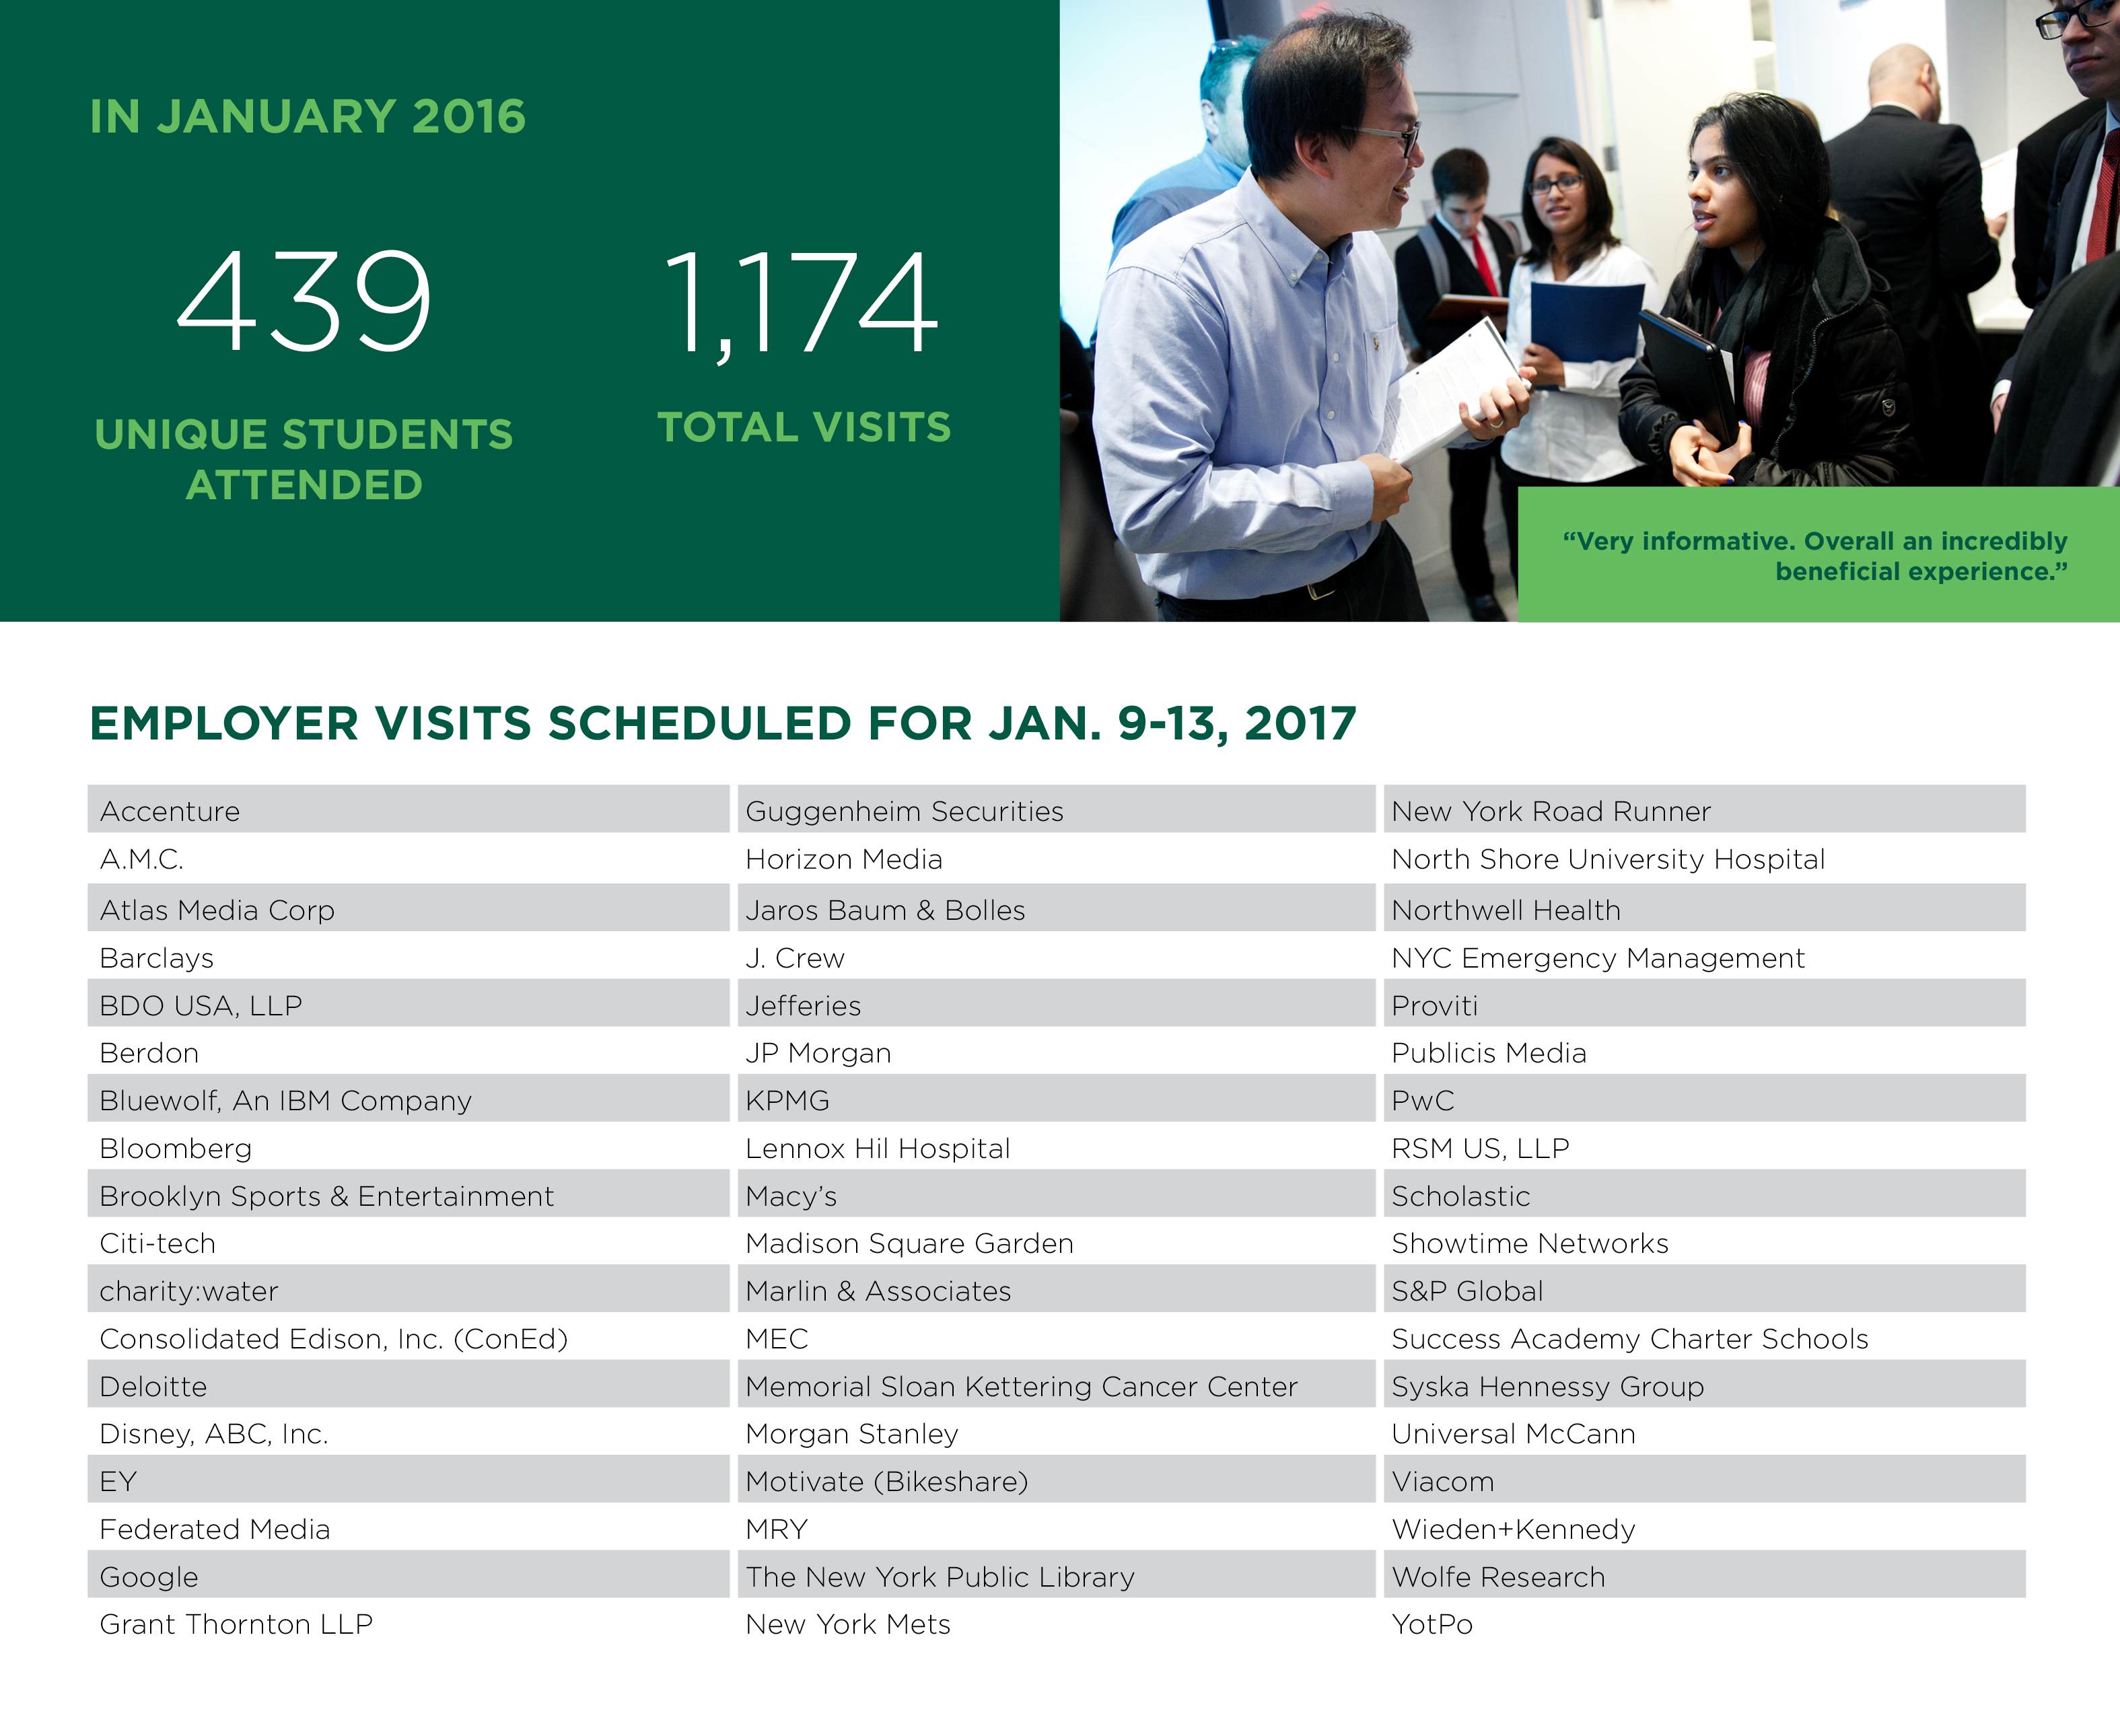 IN JANUARY 2016
439
UNIQUE STUDENTS
ATTENDED
1,174
TOTAL VISITS
“Very informative. Overall an incredibly
beneficial experience.”
EMPLOYER VISITS SCHEDULED FOR JAN. 9-13, 2017
Accenture
A.M.C.
Atlas Media Corp
Barclays
BDO USA, LLP
Berdon
Bluewolf, An IBM Company
Bloomberg
Brooklyn Sports & Entertainment
Citi-tech
charity:water
Consolidated Edison, Inc. (ConEd)
Deloitte
Disney, ABC, Inc.
EY
Federated Media
Google
Grant Thornton LLP
Guggenheim Securities
Horizon Media
Jaros Baum & Bolles
J. Crew
Jefferies
JP Morgan
KPMG
Lennox Hil Hospital
Macy’s
Madison Square Garden
Marlin & Associates
MEC
Memorial Sloan Kettering Cancer Center
Morgan Stanley
Motivate (Bikeshare)
MRY
The New York Public Library
New York Mets
New York Road Runner
North Shore University Hospital
Northwell Health
NYC Emergency Management
Proviti
Publicis Media
PwC
RSM US, LLP
Scholastic
Showtime Networks
S&P Global
Success Academy Charter Schools
Syska Hennessy Group
Universal McCann
Viacom
Wieden+Kennedy
Wolfe Research
YotPo